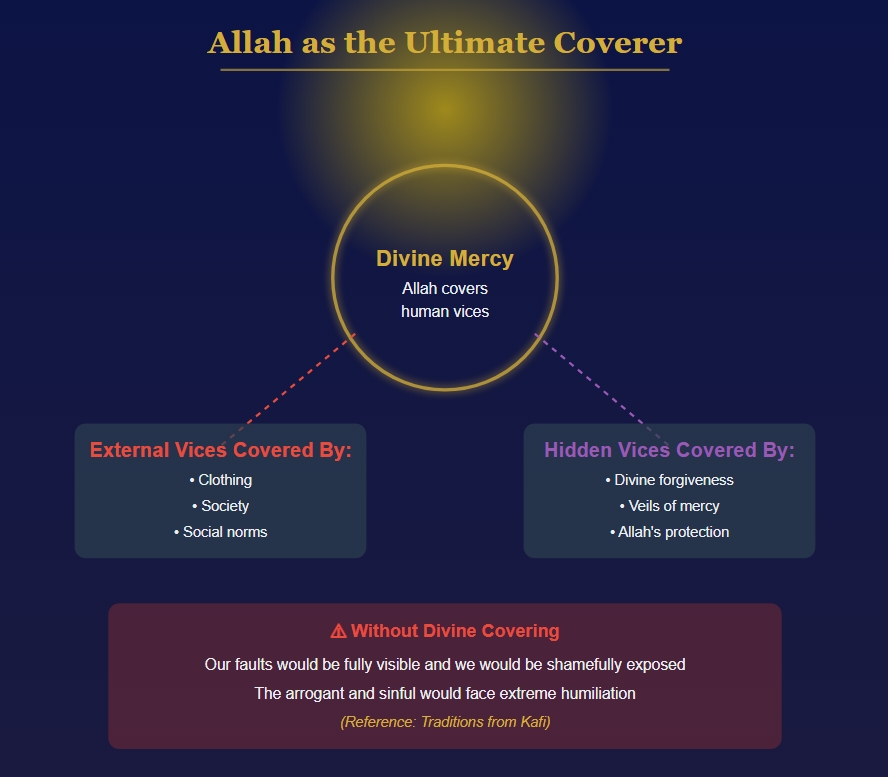 Allah as the Ultimate Coverer
Divine Mercy
Allah covers
human vices
External Vices Covered By:
• Clothing
• Society
• Social norms
Hidden Vices Covered By:
• Divine forgiveness
• Veils of mercy
• Allah's protection
⚠ Without Divine Covering
Our faults would be fully visible and we would be shamefully exposed
The arrogant and sinful would face extreme humiliation
(Reference: Traditions from Kafi)